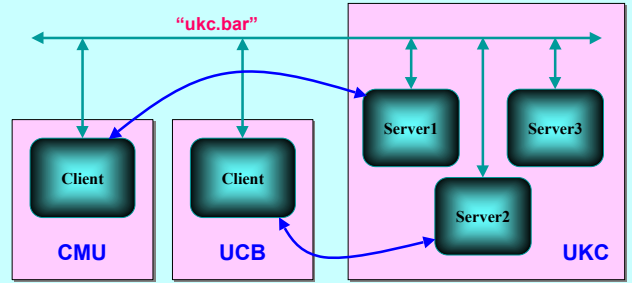 “ukc.bar”
Server1
Server3
Client
Client
Server2
CMU
UCB
UKC